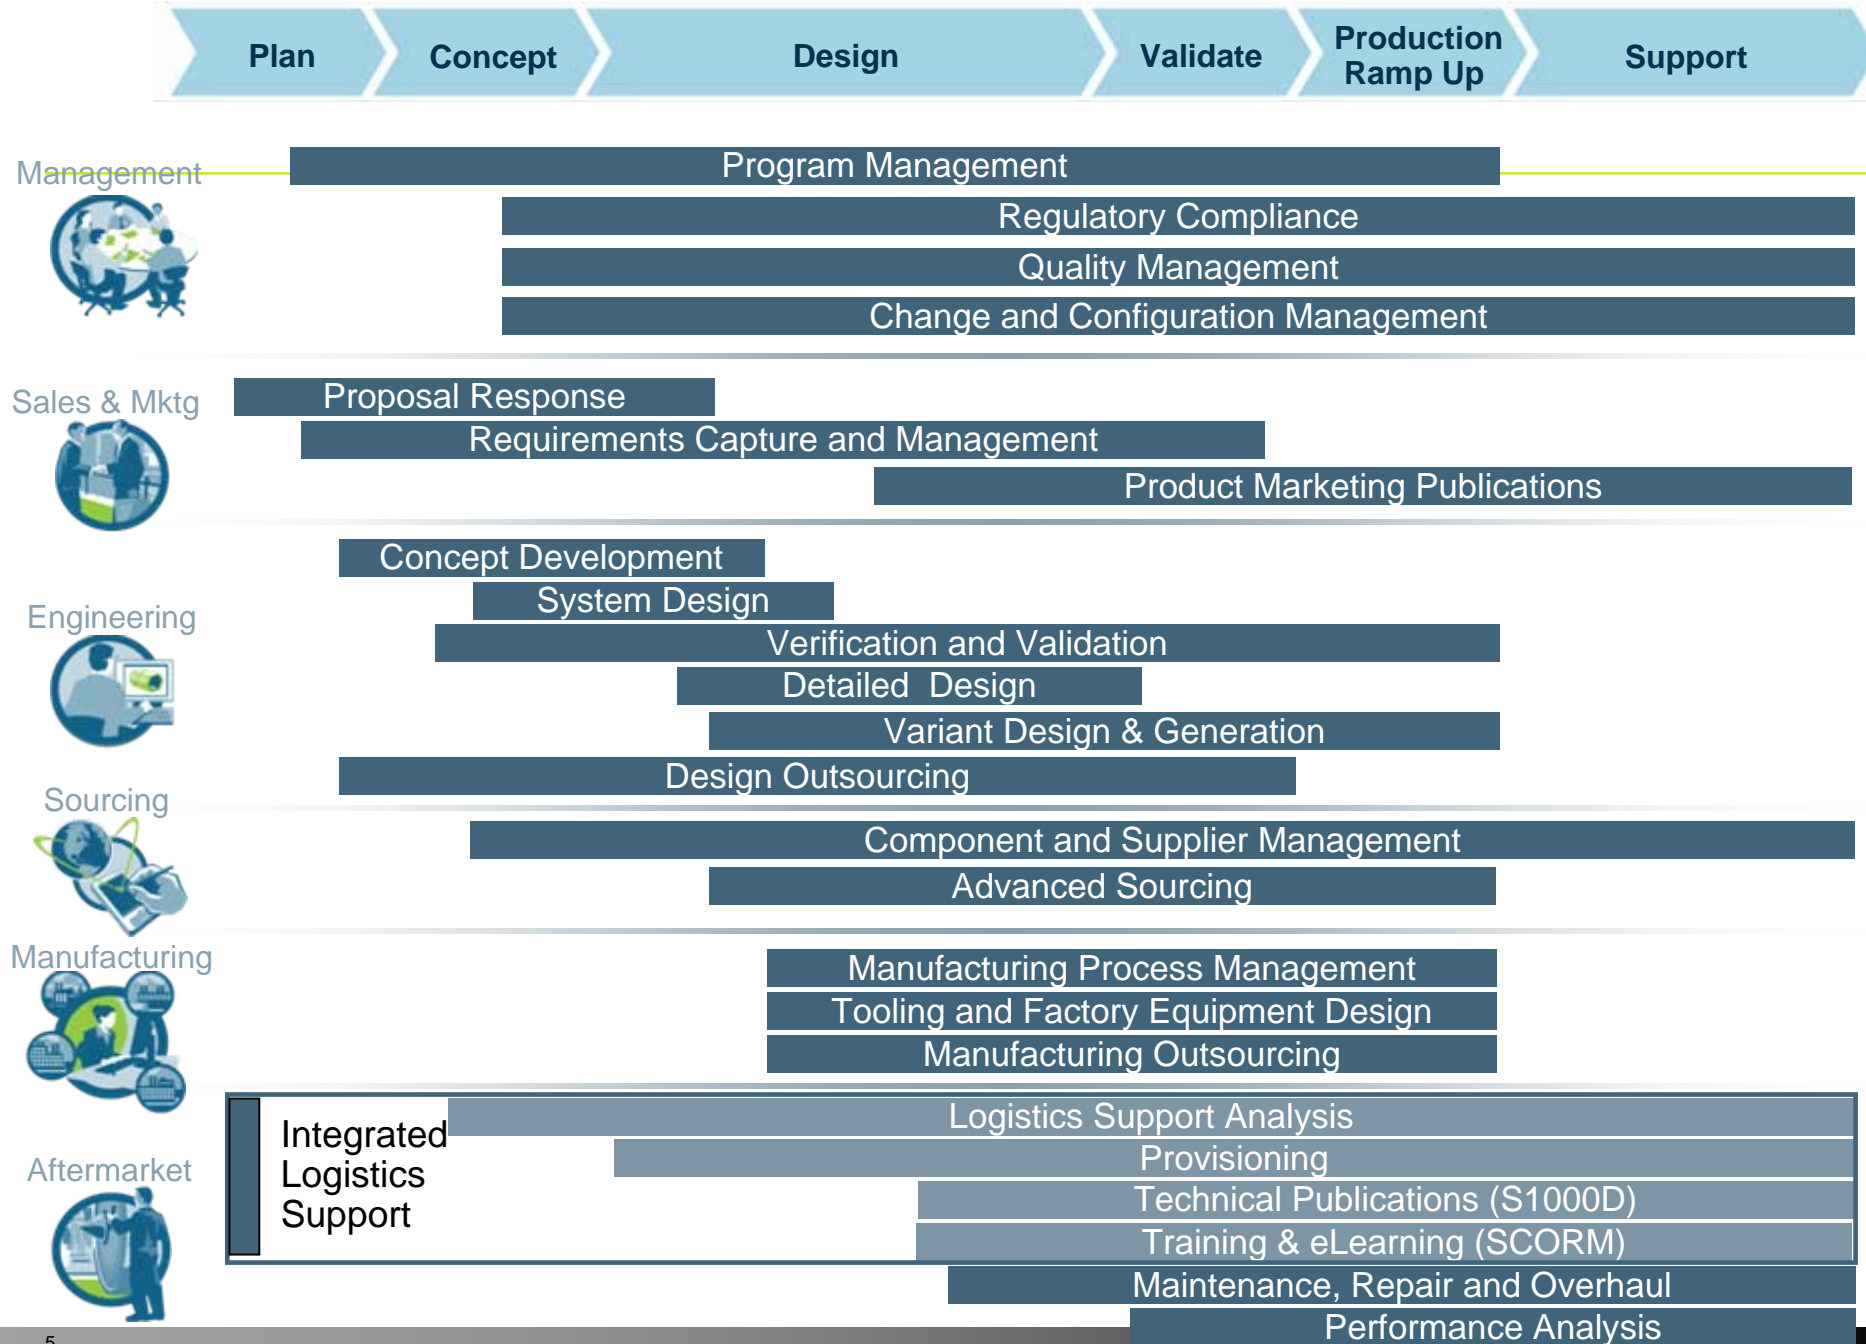 Plan
Concept
Design
Validate
Production
Ramp Up
Support
Management
Program Management
Regulatory Compliance
Quality Management
Change and Configuration Management
Sales & Mktg
Proposal Response
Requirements Capture and Management
Product Marketing Publications
Engineering
Concept Development
System Design
Verification and Validation
Detailed  Design
Variant Design & Generation
Design Outsourcing
Sourcing
Component and Supplier Management
Advanced Sourcing
Manufacturing
Manufacturing Process Management
Tooling and Factory Equipment Design
Manufacturing Outsourcing
Aftermarket
Integrated
Logistics
Support
Logistics Support Analysis
Provisioning
Technical Publications (S1000D)
Training & eLearning (SCORM)
Maintenance, Repair and Overhaul
Performance Analysis
5